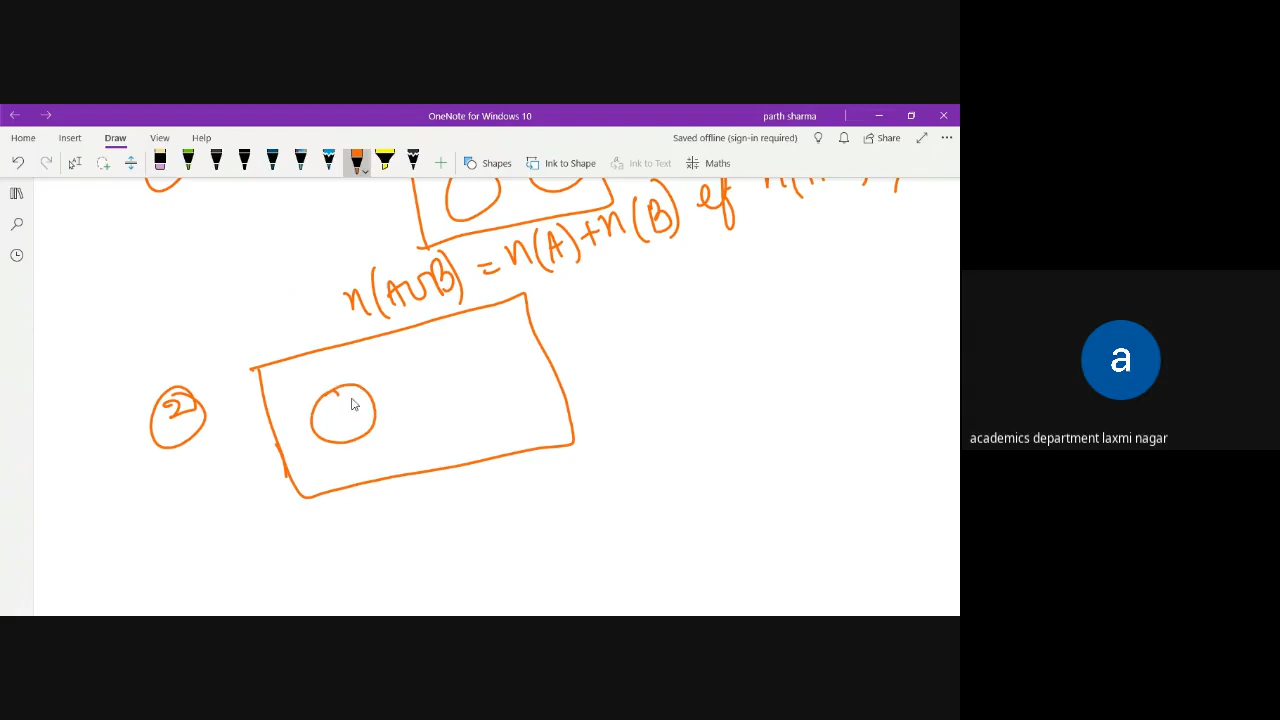 OneNote for Windows 10
parth sharma
Home Insert Draw View Help
Saved offline (sign-in required)
Share
Shapes
Ink to Shape
Ink to Text
Maths
n(A∪B) = n(A)+n(B) if
2
a
academics department laxmi nagar